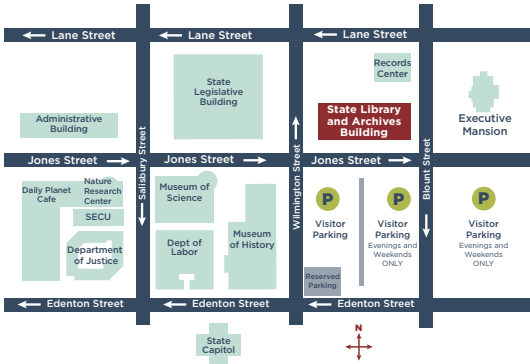 Lane Street
Lane Street
Lane Street
Records
Center
State
Legislative
Building
State Library
and Archives
Building
Executive
Mansion
Administrative
Building
Salisbury Street
Wilmington Street
Blount Street
Jones Street
Jones Street
Jones Street
Daily Planet
Cafe
Nature
Research
Center
SECU
Department
of Justice
Museum of
Science
Dept of
Labor
Museum
of History
P
Visitor
Parking
P
Visitor
Parking
Evenings and
Weekends
ONLY
P
Visitor
Parking
Evenings and
Weekends
ONLY
Reserved
Parking
Edenton Street
Edenton Street
Edenton Street
State
Capitol
N